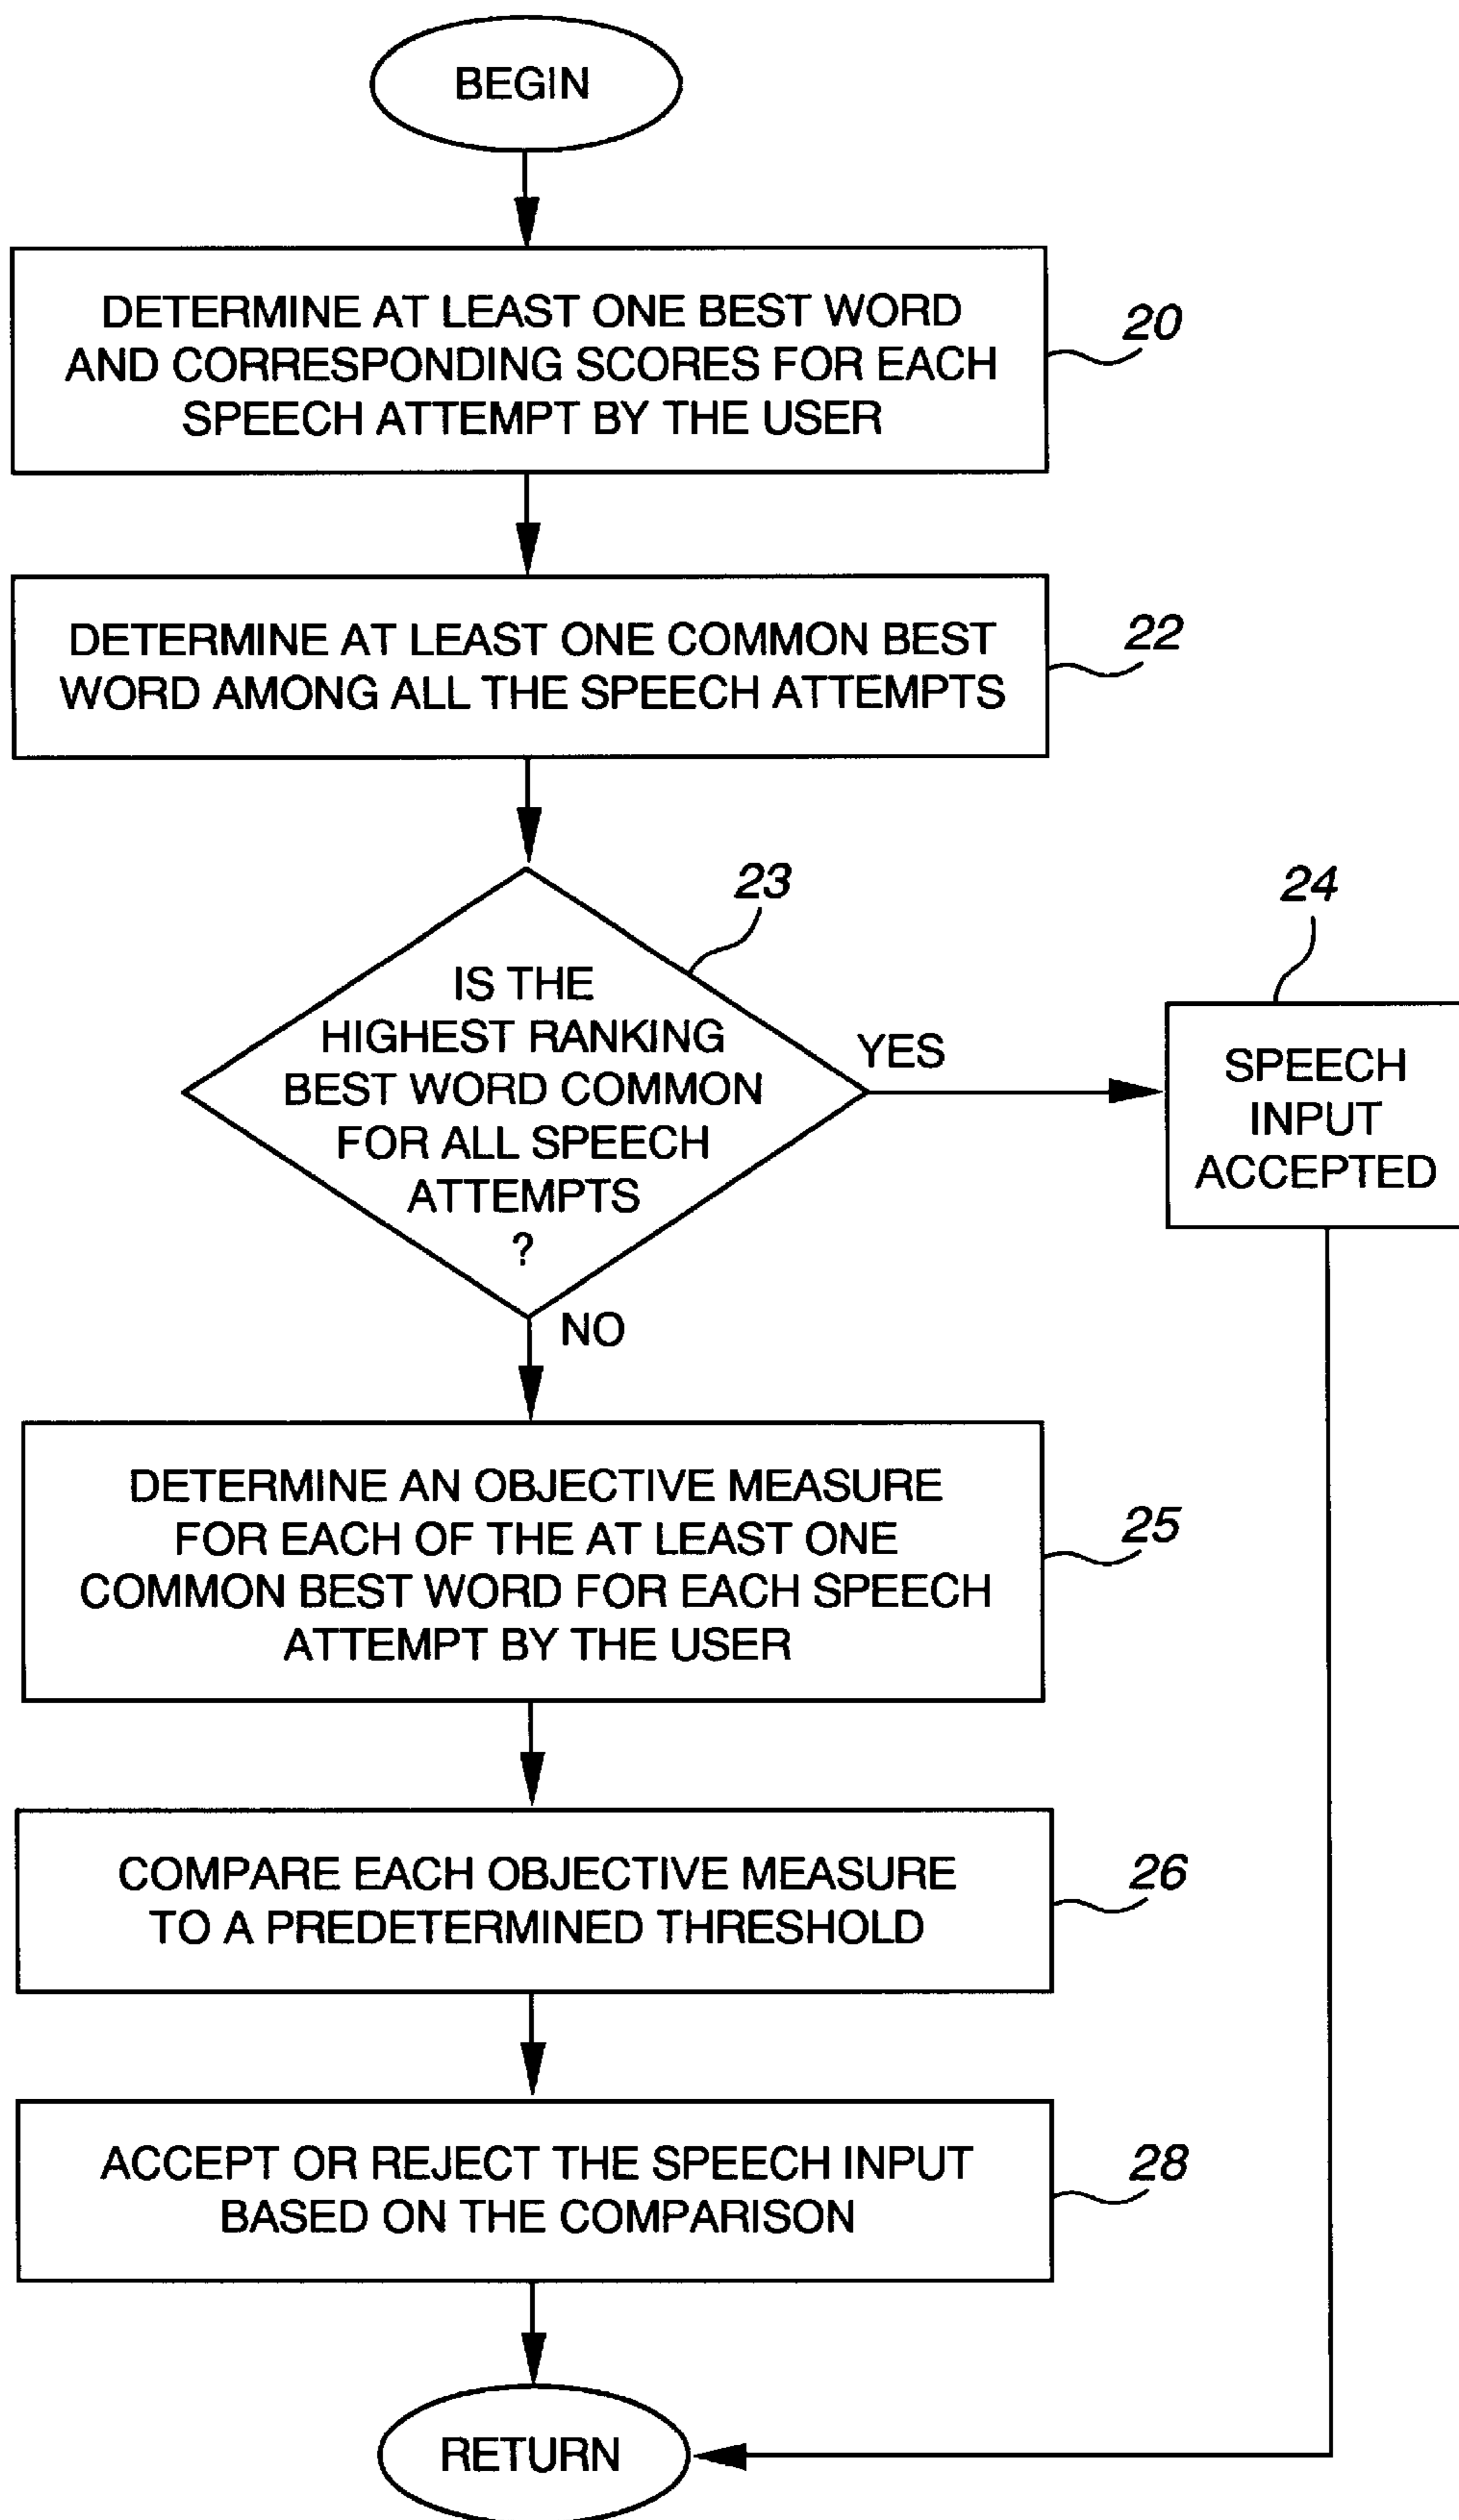 BEGIN
DETERMINE AT LEAST ONE BEST WORD
AND CORRESPONDING SCORES FOR EACH
SPEECH ATTEMPT BY THE USER
20
DETERMINE AT LEAST ONE COMMON BEST
WORD AMONG ALL THE SPEECH ATTEMPTS
22
23
IS THE
HIGHEST RANKING
BEST WORD COMMON
FOR ALL SPEECH
ATTEMPTS
?
YES
24
SPEECH
INPUT
ACCEPTED
NO
DETERMINE AN OBJECTIVE MEASURE
FOR EACH OF THE AT LEAST ONE
COMMON BEST WORD FOR EACH SPEECH
ATTEMPT BY THE USER
25
COMPARE EACH OBJECTIVE MEASURE
TO A PREDETERMINED THRESHOLD
26
ACCEPT OR REJECT THE SPEECH INPUT
BASED ON THE COMPARISON
28
RETURN